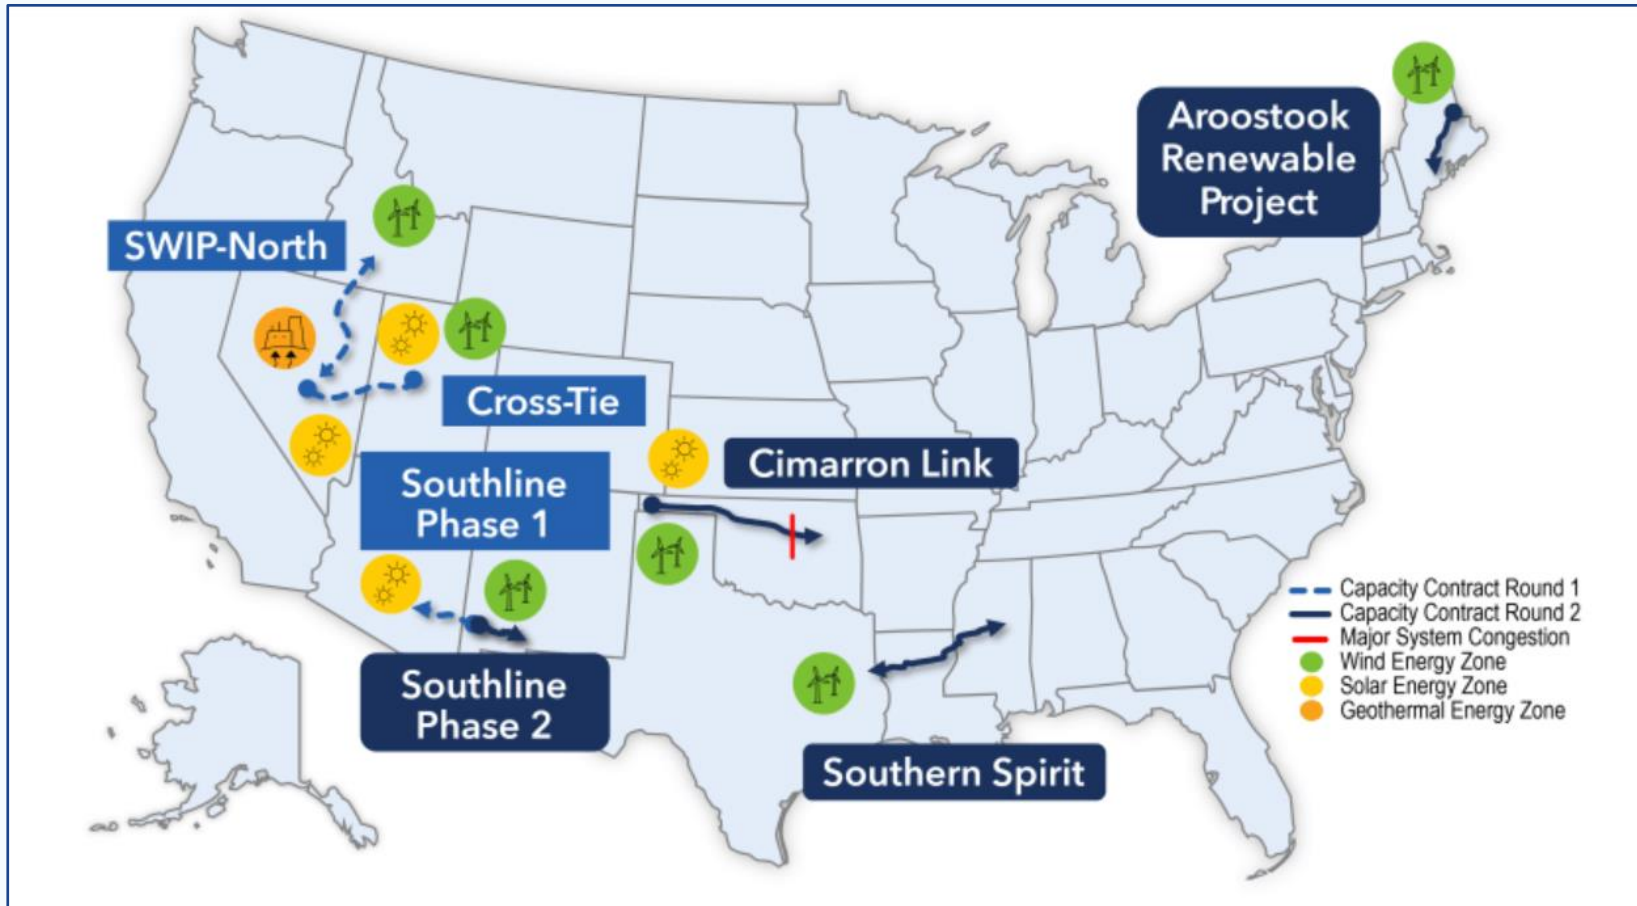 Aroostook
Renewable
Project
SWIP-North
Cross-Tie
Cimarron Link
Southline
Phase 1
Southline
Phase 2
Southern Spirit
Capacity Contract Round 1
Capacity Contract Round 2
Major System Congestion
Wind Energy Zone
Solar Energy Zone
Geothermal Energy Zone